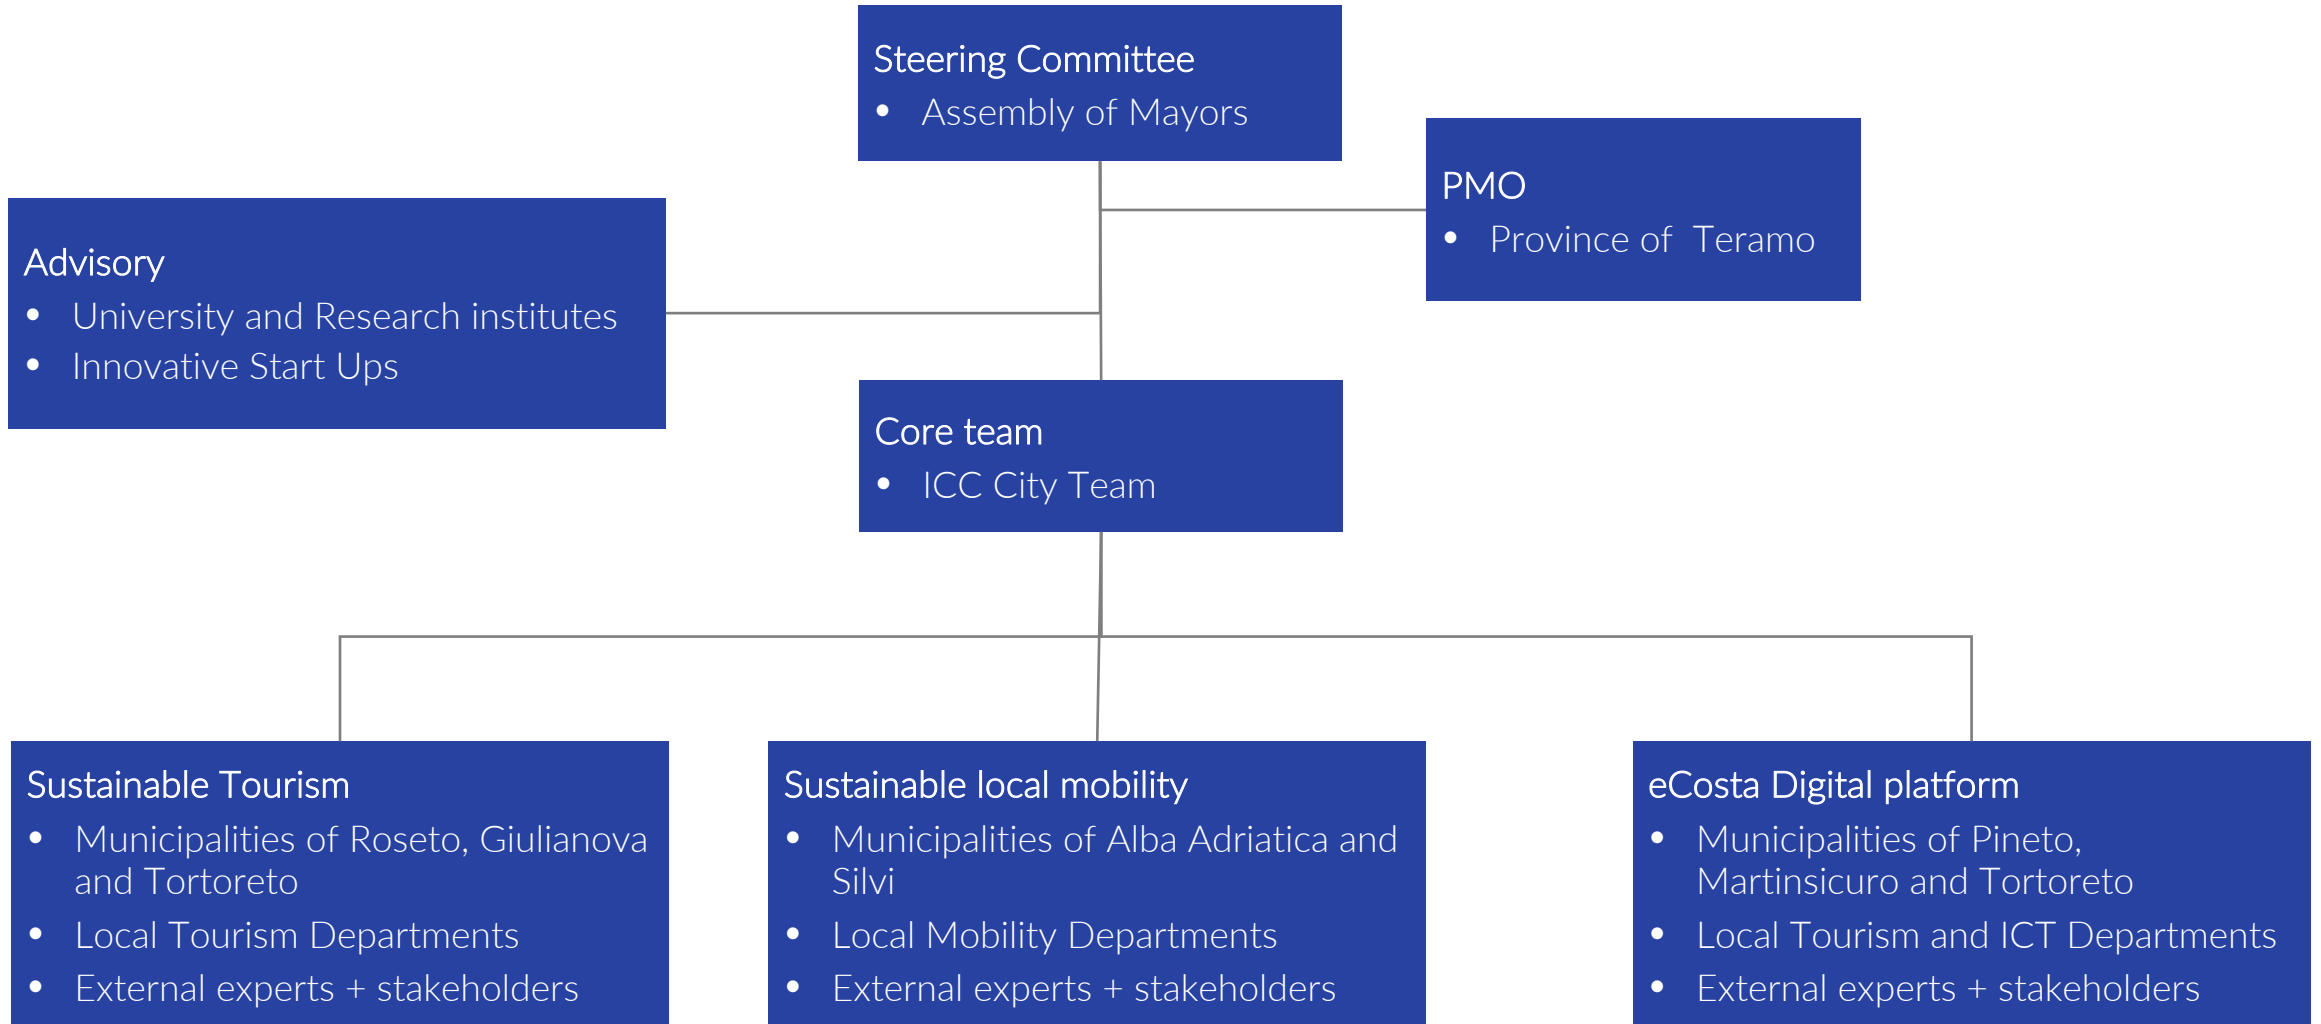 Steering Committee
• Assembly of Mayors
PMO
• Province of  Teramo
Advisory
• University and Research institutes
• Innovative Start Ups
Core team
• ICC City Team
Sustainable Tourism
• Municipalities of Roseto, Giulianova
and Tortoreto
• Local Tourism Departments
• External experts + stakeholders
Sustainable local mobility
• Municipalities of Alba Adriatica and
Silvi
• Local Mobility Departments
• External experts + stakeholders
eCosta Digital platform
• Municipalities of Pineto,
Martinsicuro and Tortoreto
• Local Tourism and ICT Departments
• External experts + stakeholders